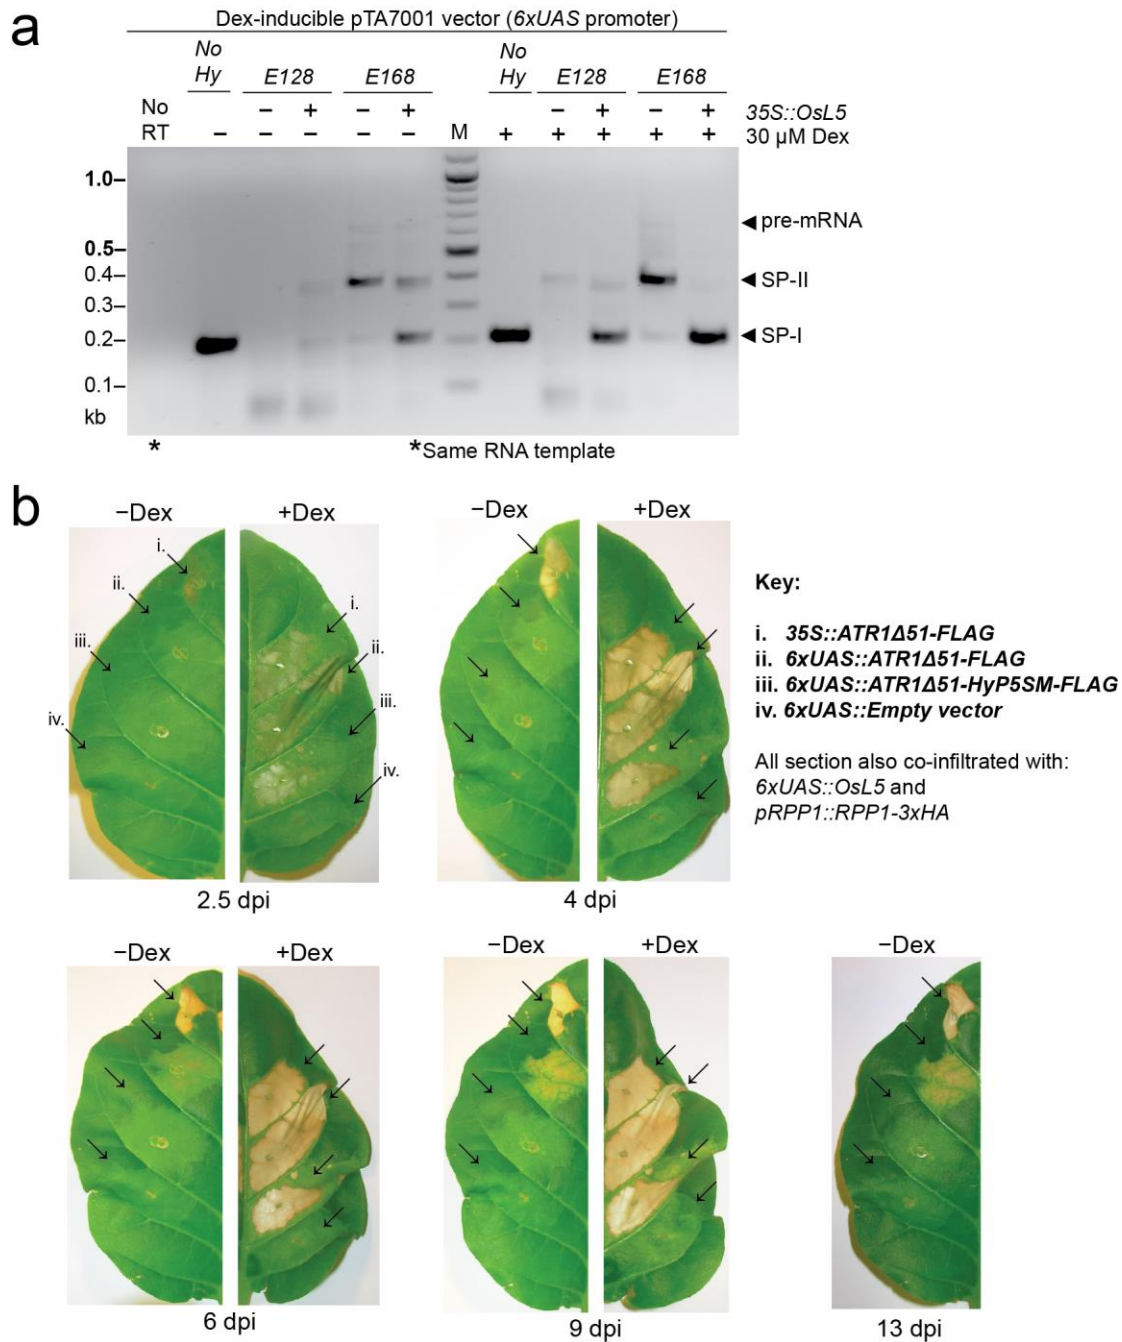 a
Dex-inducible pTA7001 vector (6xUAS promoter)
No Hy E128 E168 No Hy E128 E168
No − + − + − + − + 35S::OsL5
RT − − − − − M + + + + + 30 µM Dex
1.0–
0.5–
0.4–
0.3–
0.2–
0.1–
kb
◄ pre-mRNA
◄ SP-II
◄ SP-I
* *Same RNA template
b
−Dex +Dex −Dex +Dex
i.
ii.
iii.
iv.
i.
ii.
iii.
iv.
2.5 dpi 4 dpi
Key:
i. 35S::ATR1Δ51-FLAG
ii. 6xUAS::ATR1Δ51-FLAG
iii. 6xUAS::ATR1Δ51-HyP5SM-FLAG
iv. 6xUAS::Empty vector
All section also co-infiltrated with:
6xUAS::OsL5 and
pRPP1::RPP1-3xHA
−Dex +Dex −Dex +Dex −Dex
6 dpi 9 dpi 13 dpi